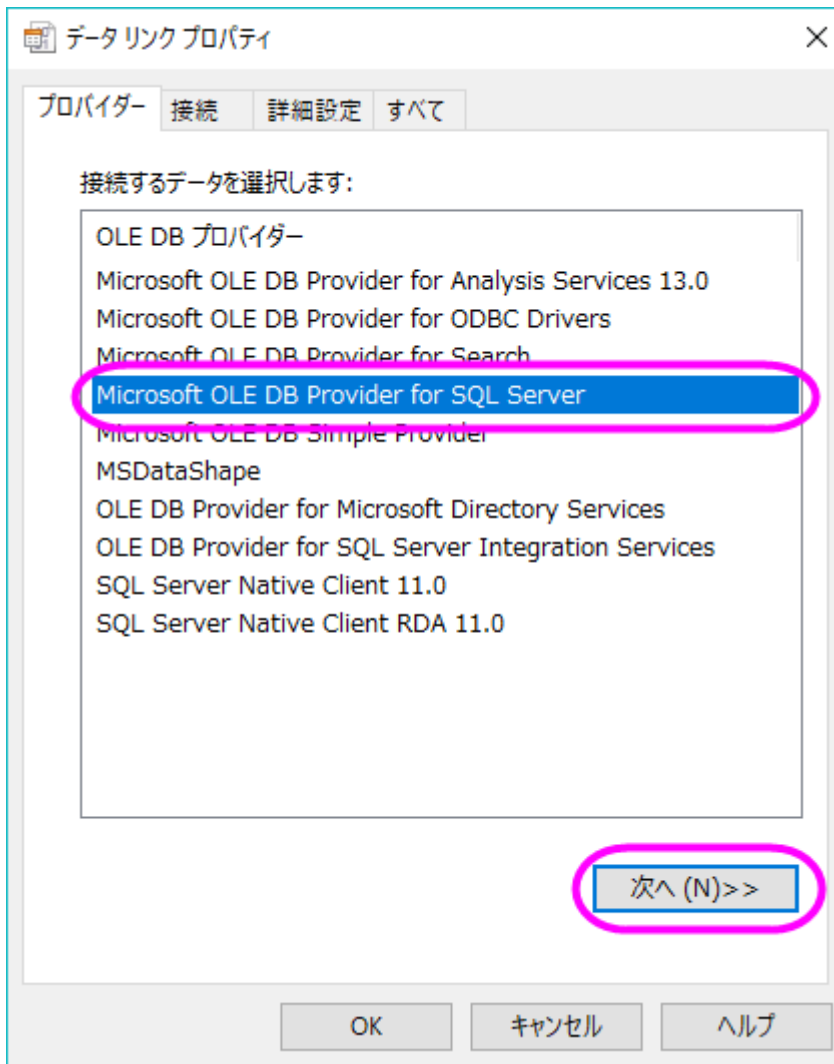 データ リンク プロパティ
プロバイダー 接続 詳細設定 すべて
接続するデータを選択します:
OLE DB プロバイダー
Microsoft OLE DB Provider for Analysis Services 13.0
Microsoft OLE DB Provider for ODBC Drivers
Microsoft OLE DB Provider for Search
Microsoft OLE DB Provider for SQL Server
Microsoft OLE DB Simple Provider
MSDataShape
OLE DB Provider for Microsoft Directory Services
OLE DB Provider for SQL Server Integration Services
SQL Server Native Client 11.0
SQL Server Native Client RDA 11.0
次へ (N)>>
OK キャンセル ヘルプ